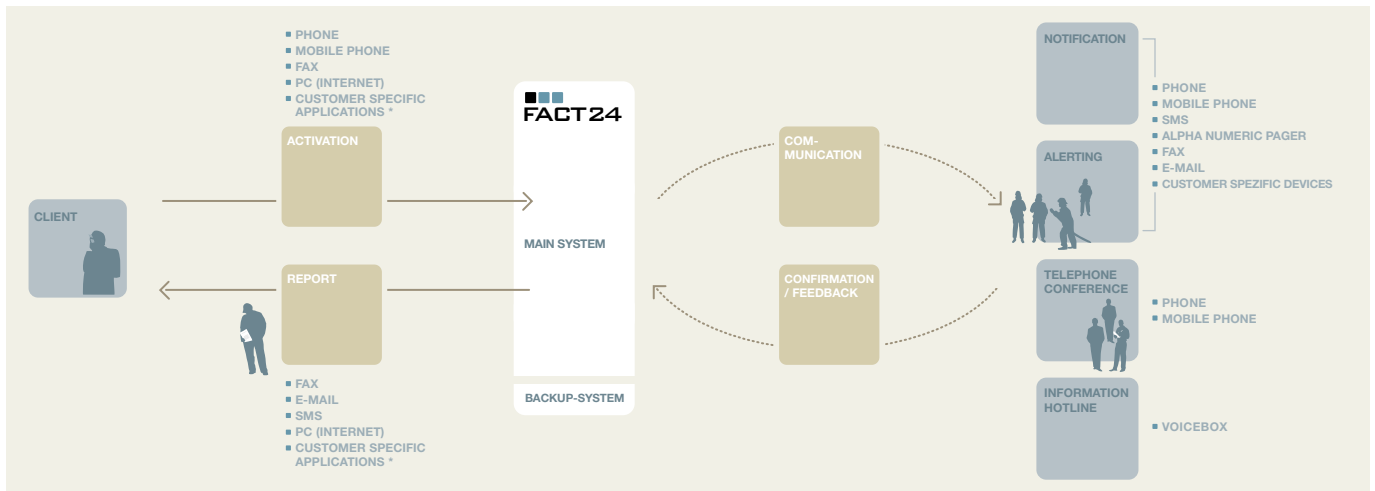 PHONE
MOBILE PHONE
FAX
PC (INTERNET)
CUSTOMER SPECIFIC
APPLICATIONS *
ACTIVATION
CLIENT
REPORT
FAX
E-MAIL
SMS
PC (INTERNET)
CUSTOMER SPECIFIC
APPLICATIONS *
FACT24
MAIN SYSTEM
BACKUP-SYSTEM
COM-
MUNICATION
CONFIRMATION
/ FEEDBACK
NOTIFICATION
ALERTING
PHONE
MOBILE PHONE
SMS
ALPHA NUMERIC PAGER
FAX
E-MAIL
CUSTOMER SPEZIFIC DEVICES
TELEPHONE
CONFERENCE
PHONE
MOBILE PHONE
INFORMATION
HOTLINE
VOICEBOX